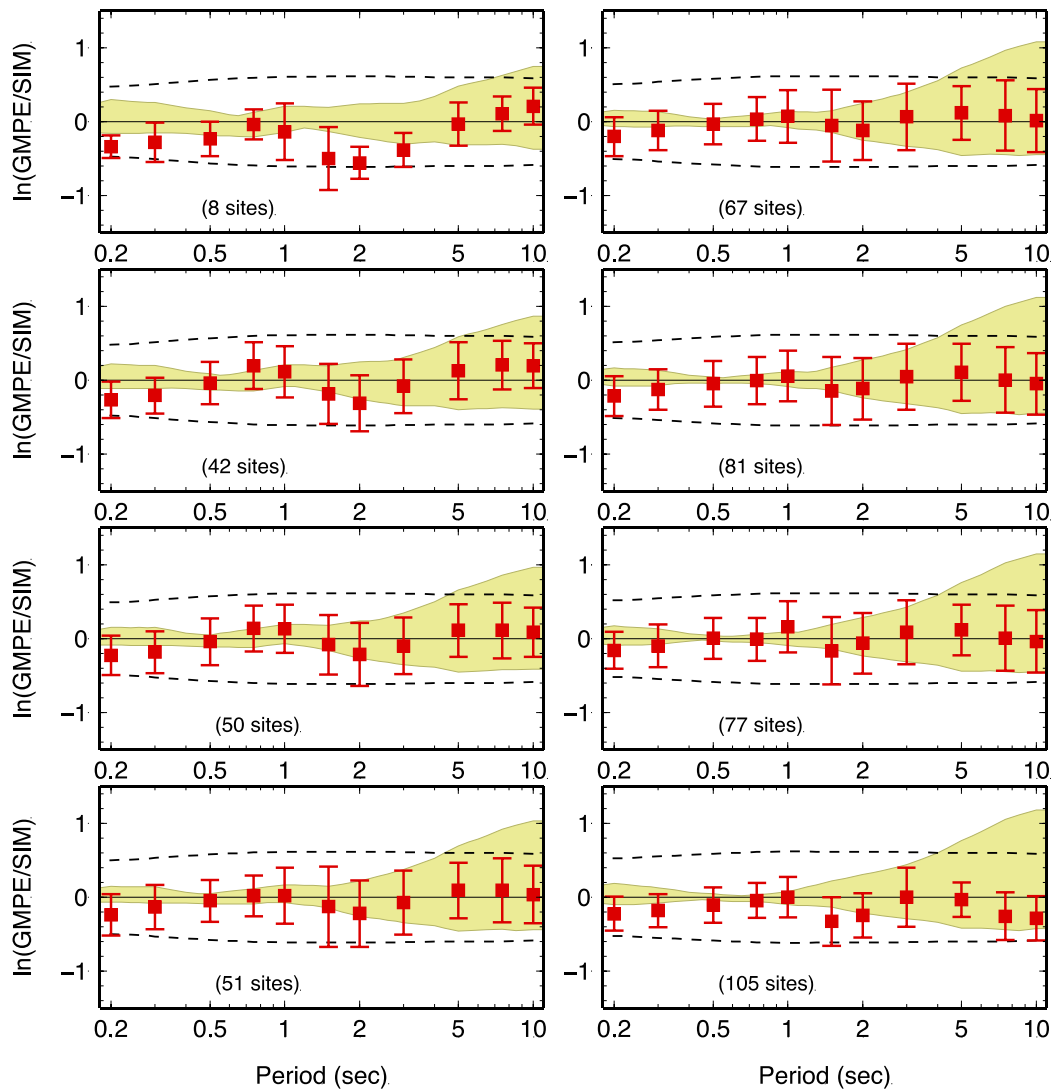 ln(GMPE/SIM)
1
0
−1
(8 sites)
0.2 0.5 1 2 5 10
1
0
−1
(67 sites)
0.2 0.5 1 2 5 10
ln(GMPE/SIM)
1
0
−1
(42 sites)
0.2 0.5 1 2 5 10
1
0
−1
(81 sites)
0.2 0.5 1 2 5 10
ln(GMPE/SIM)
1
0
−1
(50 sites)
0.2 0.5 1 2 5 10
1
0
−1
(77 sites)
0.2 0.5 1 2 5 10
ln(GMPE/SIM)
1
0
−1
(51 sites)
0.2 0.5 1 2 5 10
Period (sec)
1
0
−1
(105 sites)
0.2 0.5 1 2 5 10
Period (sec)